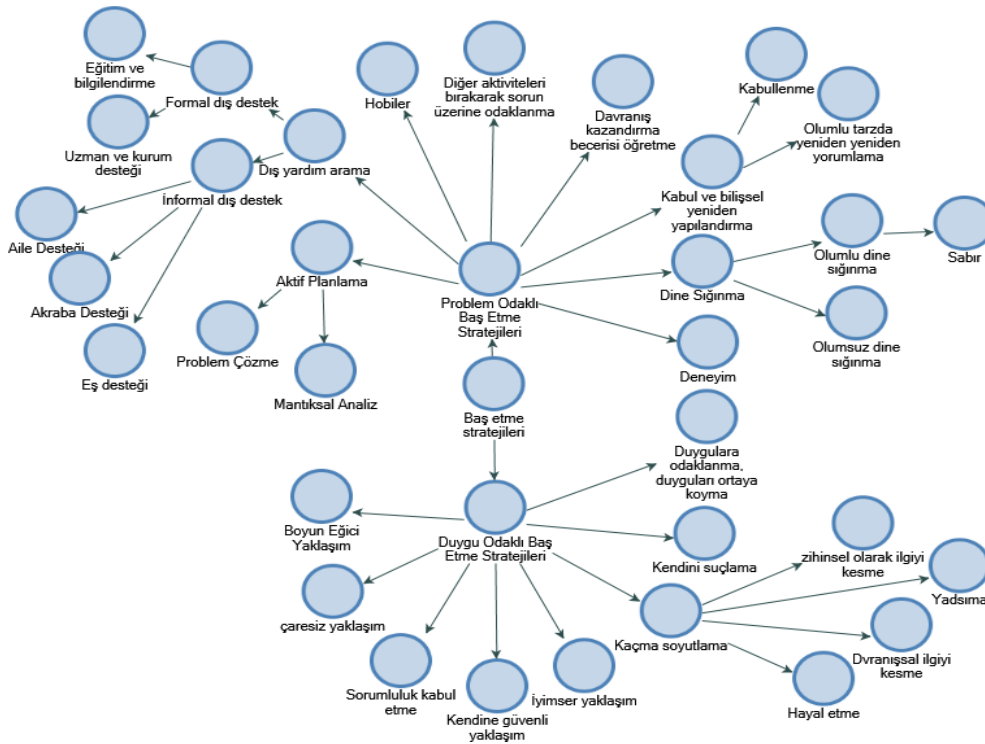 Eğitim ve
bilgilendirme
Formal dış destek
Uzman ve kurum
desteği
Hobiler
Diğer aktiviteleri
bırakarak sorun
üzerine odaklanma
Davranış
kazandırma
becerisi öğretme
Kabullenme
Olumlu tarzda
yeniden yeniden
yorumlama
Dış yardım arama
İnformal dış destek
Kabul ve bilişsel
yeniden
yapılandırma
Aile Desteği
Akraba Desteği
Eş desteği
Aktif Planlama
Problem Çözme
Mantıksal Analiz
Problem Odaklı
Baş Etme
Stratejileri
Dine Sığınma
Olumlu dine
sığınma
Sabır
Olumsuz dine
sığınma
Deneyim
Baş etme
stratejileri
Duygulara
odaklanma,
duyguları ortaya
koyma
Boyun Eğici
Yaklaşım
Duygu Odaklı Baş
Etme Stratejileri
Kendini suçlama
zihinsel olarak ilgiyi
kesme
Yadsıma
çaresiz yaklaşım
Kaçma soyutlama
Dvranışsal ilgiyi
kesme
Sorumluluk kabul
etme
Kendine güvenli
yaklaşım
İyimser yaklaşım
Hayal etme